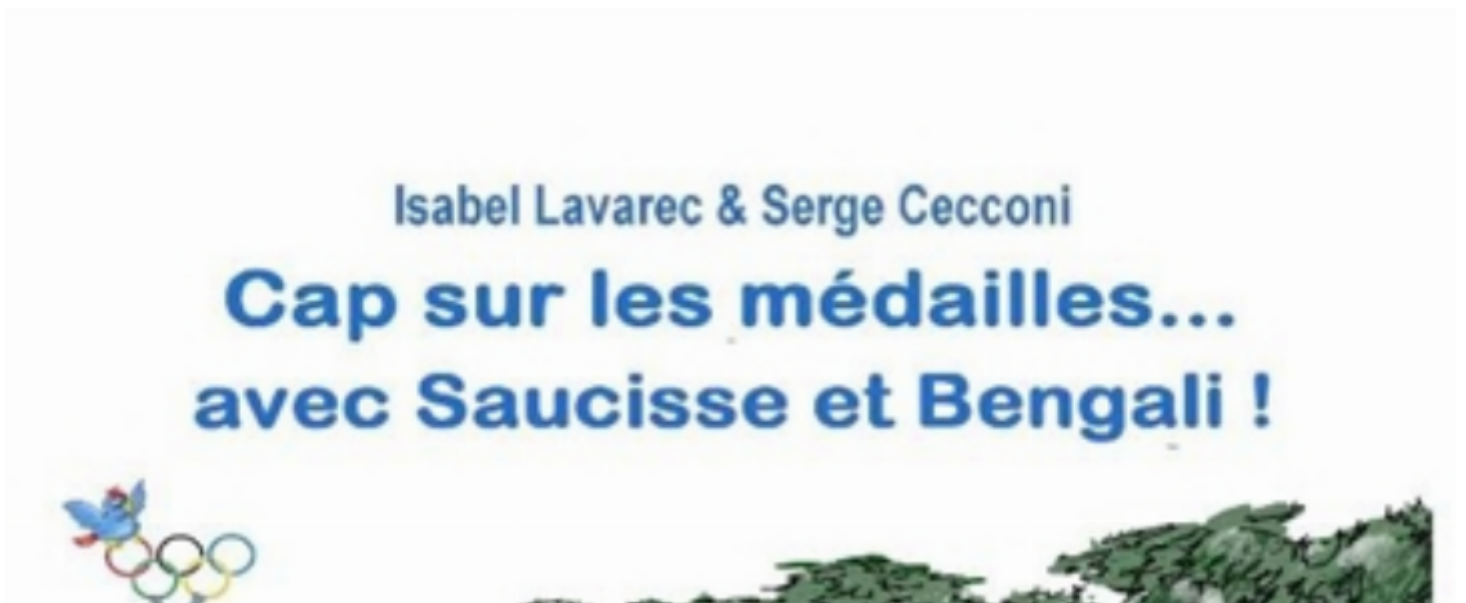 Isabel Lavarec & Serge Cecconi
Cap sur les médailles...
avec Saucisse et Bengali !